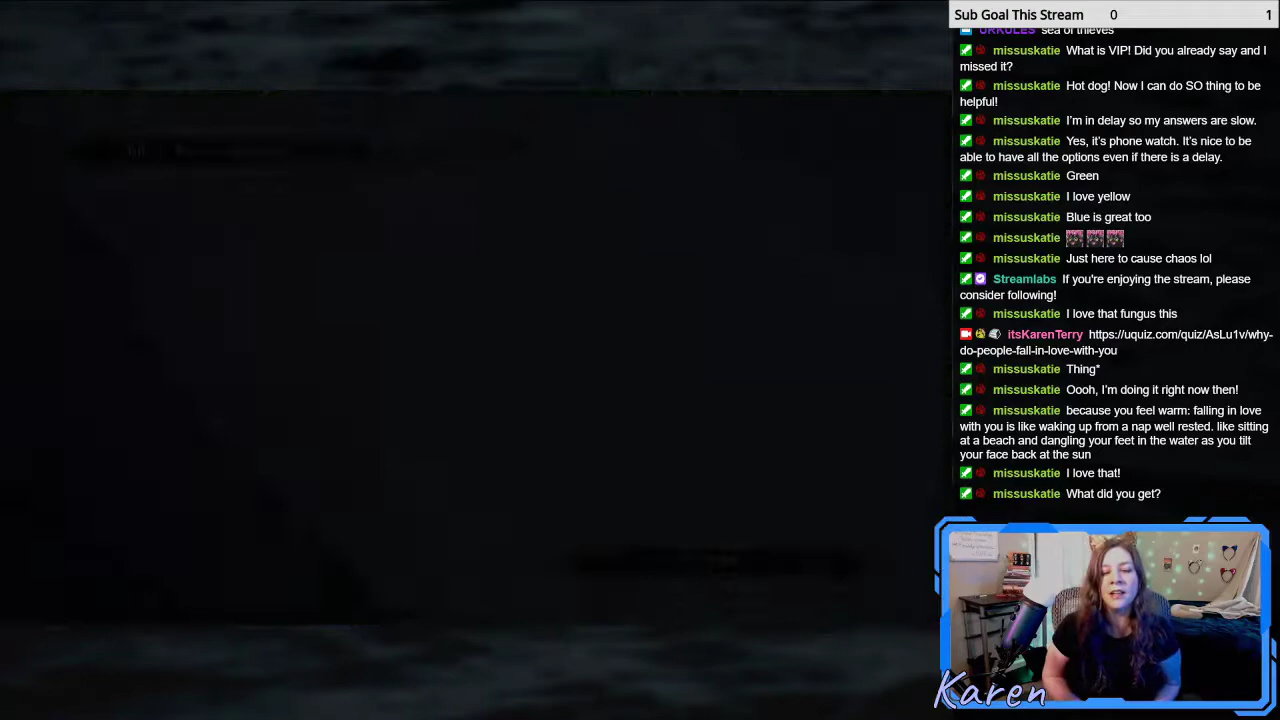 Sub Goal This Stream 0 1
URKULES sea of thieves
missuskatie What is VIP! Did you already say and I
missed it?
missuskatie Hot dog! Now I can do SO thing to be
helpful!
missuskatie I'm in delay so my answers are slow.
missuskatie Yes, it's phone watch. It's nice to be
able to have all the options even if there is a delay.
missuskatie Green
missuskatie I love yellow
missuskatie Blue is great too
missuskatie
missuskatie Just here to cause chaos lol
Streamlabs If you're enjoying the stream, please
consider following!
missuskatie I love that fungus this
itsKarenTerry https://uquiz.com/quiz/AsLu1v/why-
do-people-fall-in-love-with-you
missuskatie Thing*
missuskatie Oooh, I'm doing it right now then!
missuskatie because you feel warm: falling in love
with you is like waking up from a nap well rested. like sitting
at a beach and dangling your feet in the water as you tilt
your face back at the sun
missuskatie I love that!
missuskatie What did you get?
Karen